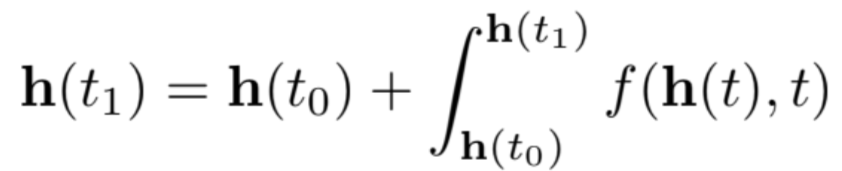 𝐡(t₁) = 𝐡(t₀) + ∫_{𝐡(t₀)}^{𝐡(t₁)} f(𝐡(t), t)